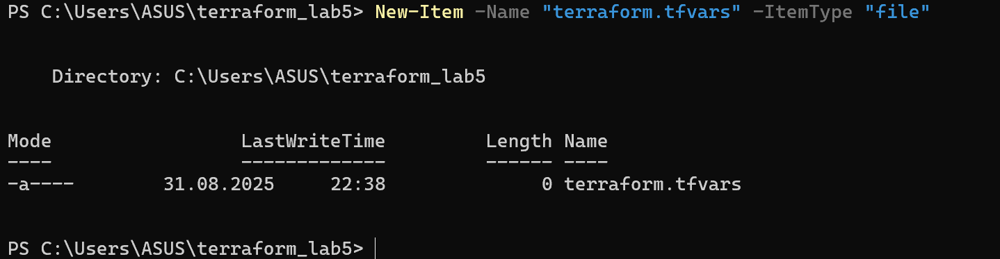 PS C:\Users\ASUS\terraform_lab5> New-Item -Name "terraform.tfvars" -ItemType "file"
Directory: C:\Users\ASUS\terraform_lab5
Mode LastWriteTime Length Name
---- ------------- ------ ----
-a---- 31.08.2025 22:38 0 terraform.tfvars
PS C:\Users\ASUS\terraform_lab5>